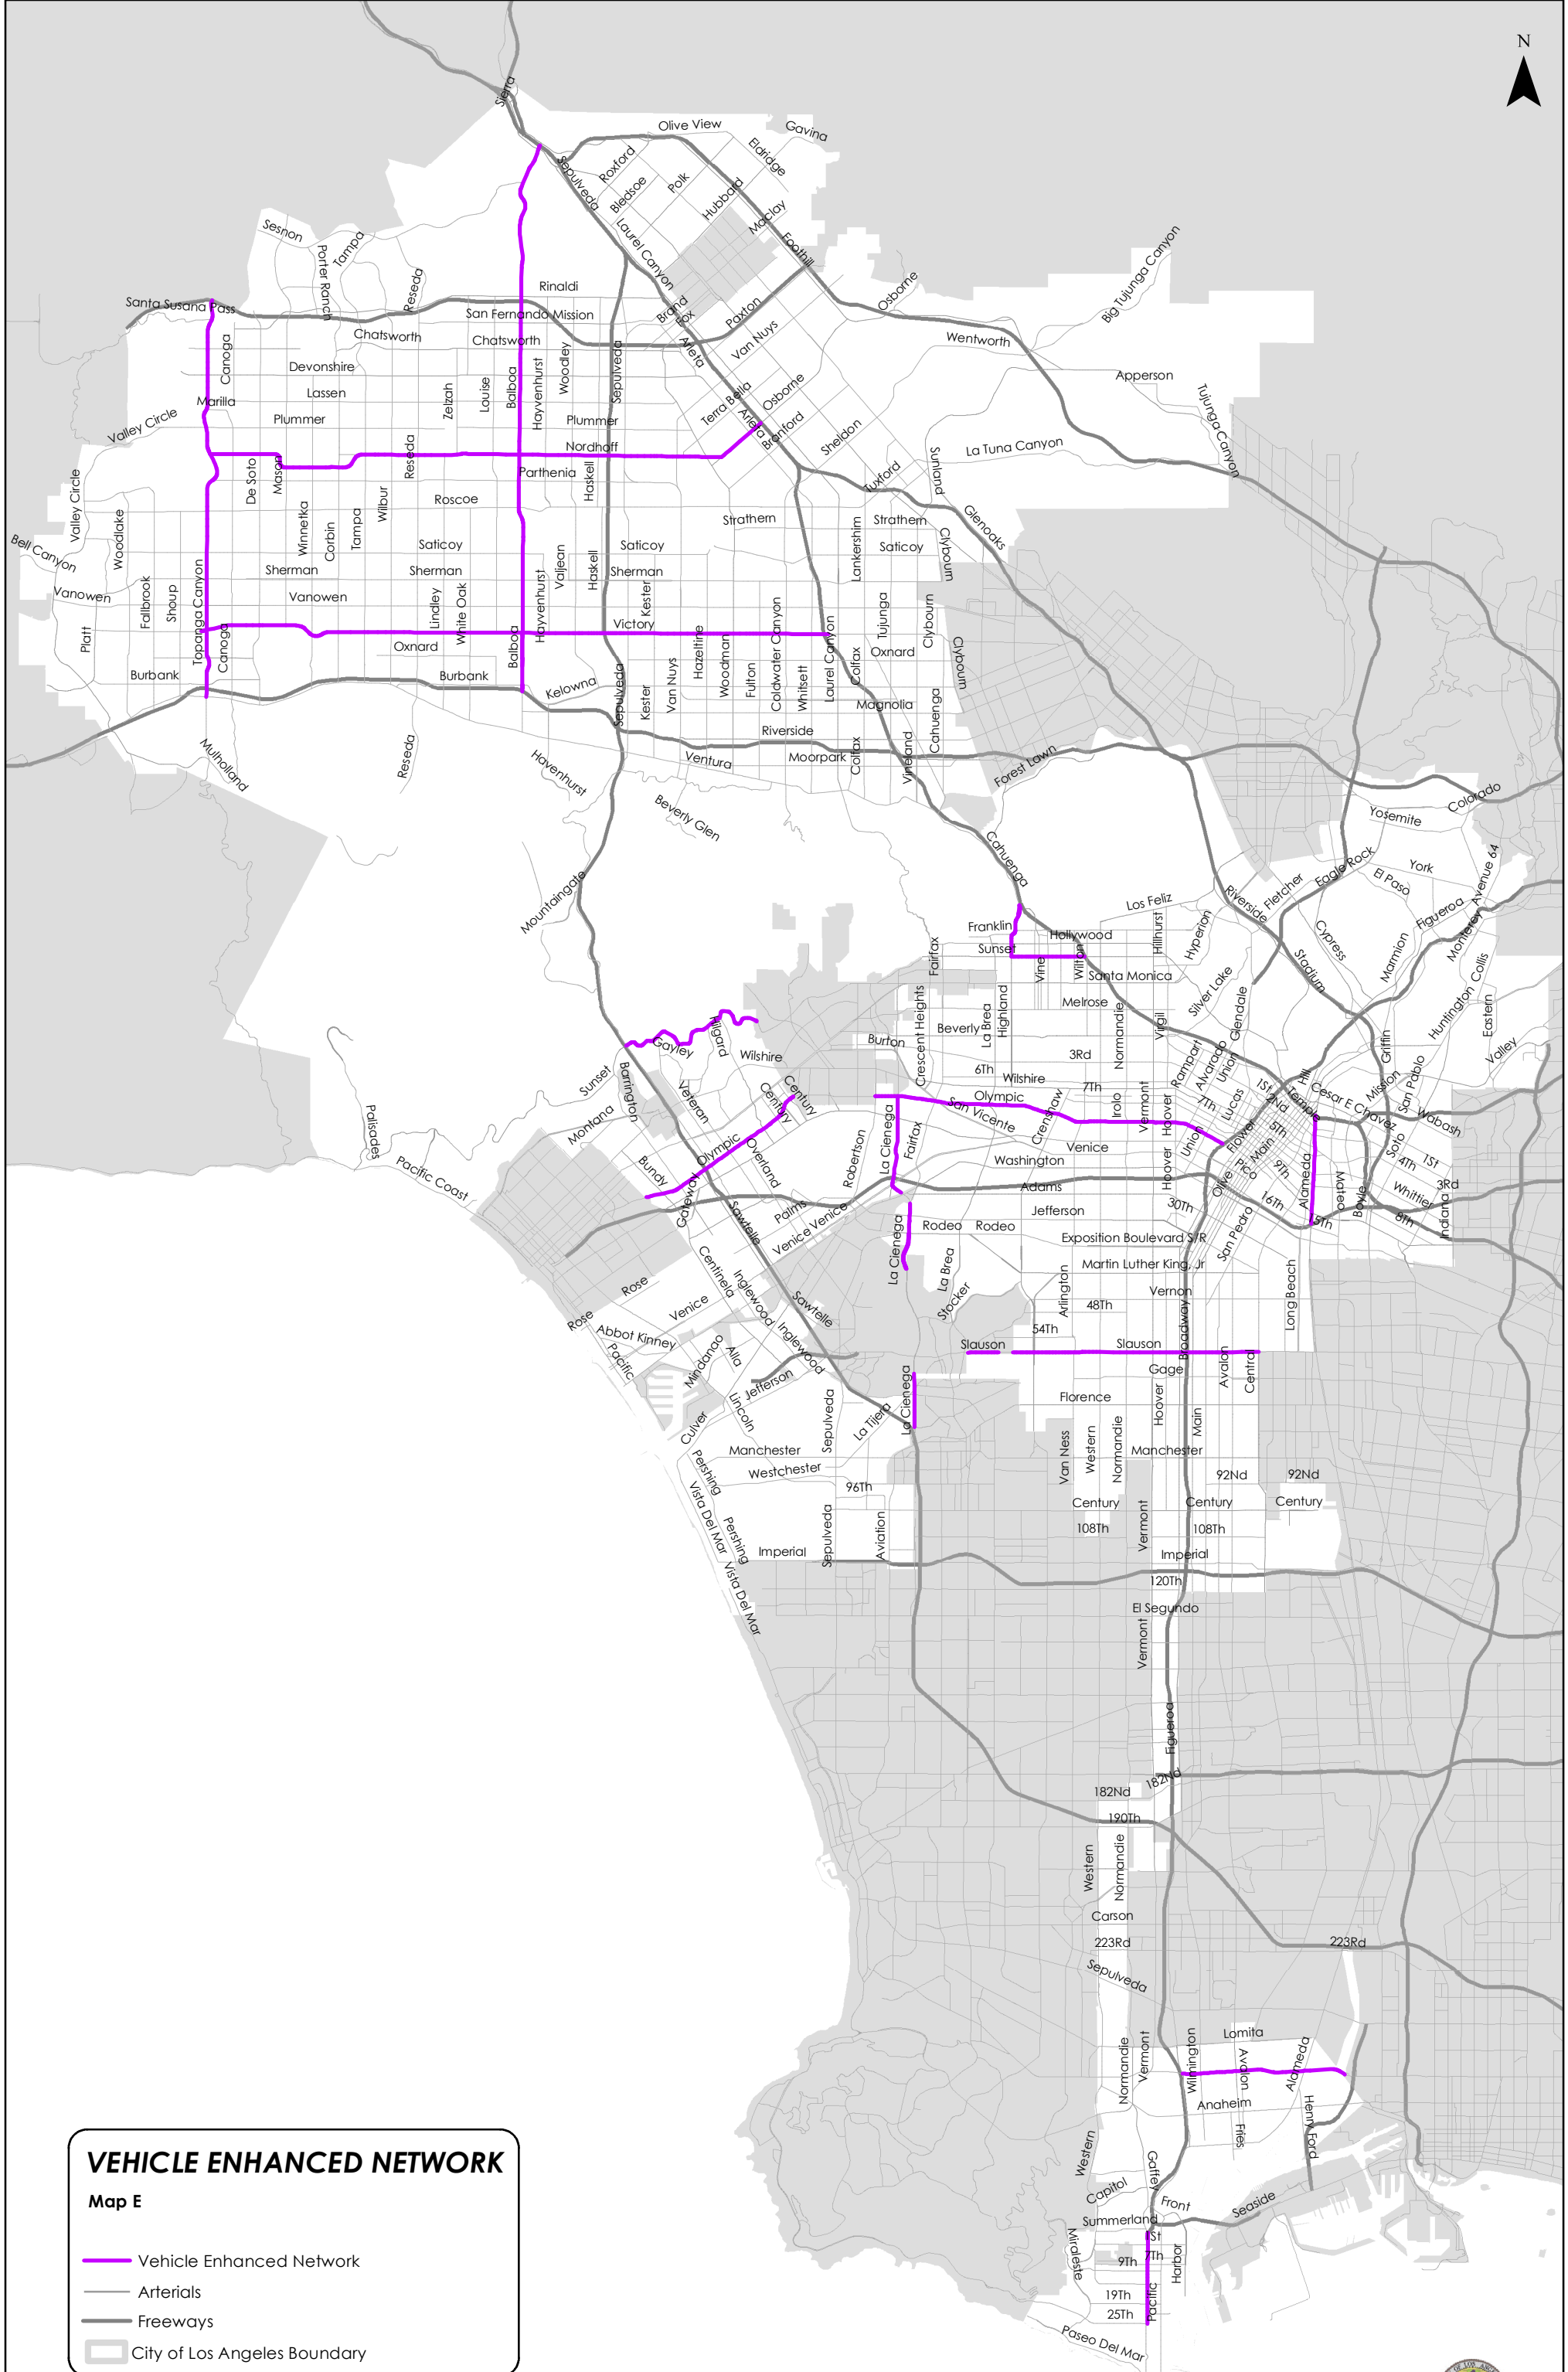 N
Sierra
Olive View
Gavina
Eldridge
Sepulveda
Roxford
Bledsoe
Polk
Hubbard
Maclay
Laurel Canyon
Foothill
Sesnon
Porter Ranch
Tampa
Reseda
Rinaldi
Osborne
Big Tujunga Canyon
Santa Susana Pass
San Fernando Mission
Brand
Fox
Paxton
Van Nuys
Chatsworth
Chatsworth
Arleta
Wentworth
Canoga
Devonshire
Woodley
Sepulveda
Apperson
Lassen
Zelzah
Louise
Balboa
Hayvenhurst
Terra Bella
Osborne
Tujunga Canyon
Marilla
Valley Circle
Plummer
Plummer
Arleta
Branford
Sheldon
La Tuna Canyon
Nordhoff
Reseda
De Soto
Mason
Parthenia
Haskell
Tuxford
Sunland
Valley Circle
Roscoe
Wilbur
Woodlake
Winnetka
Corbin
Tampa
Strathern
Strathern
Glenoaks
Bell Canyon
Saticoy
Saticoy
Saticoy
Lankershim
Clybourn
Sherman
Sherman
Sherman
Valjean
Haskell
Vanowen
Vanowen
Fallbrook
Shoup
Topanga Canyon
Lindley
White Oak
Hayvenhurst
Kester
Victory
Tujunga
Clybourn
Platt
Canoga
Oxnard
Balboa
Hazeltine
Woodman
Fulton
Coldwater Canyon
Whitsett
Laurel Canyon
Colfax
Oxnard
Clybourn
Burbank
Burbank
Kelowna
Sepulveda
Kester
Van Nuys
Magnolia
Cahuenga
Riverside
Mulholland
Reseda
Havenhurst
Ventura
Moorpark
Colfax
Vineland
Forest Lawn
Beverly Glen
Colorado
Yosemite
Cahuenga
Eagle Rock
York
El Paso
Avenue 64
Mountaingate
Los Feliz
Riverside
Fletcher
Franklin
Hollywood
Hillhurst
Hyperion
Cypress
Figueroa
Monterey
Fairfax
Sunset
Vine
Wilton
Santa Monica
Stadium
Marmion
Collis
Silver Lake
Crescent Heights
Melrose
Glendale
Huntington
Eastern
Hilgard
Gayley
Wilshire
Burton
Beverly
La Brea
Highland
Normandie
Virgil
Griffin
Valley
3Rd
Rampart
Alvarado
Union
Sunset
Barrington
Veteran
Century
Century
6Th
Wilshire
7Th
Hill
1St
Temple
2Nd
Cesar E Chavez
Mission
San Pablo
Montana
Olympic
San Vicente
Crenshaw
Irolo
Vermont
Hoover
7Th
Lucas
5Th
Wabash
Palisades
Pacific Coast
Bundy
Olympic
Overland
Robertson
La Cienega
Fairfax
Venice
Washington
Hoover
Union
Flower
Main
Pico
9Th
Soto
4Th
1St
Gateway
Palms
Adams
Olive
16Th
Alameda
Mateo
Boyle
Whittier
3Rd
8Th
Indiana
Sawtelle
Venice
Venice
La Cienega
Rodeo
Rodeo
Jefferson
30Th
San Pedro
15Th
Exposition Boulevard S/R
Centinela
Inglewood
Sawtelle
La Brea
Stocker
Martin Luther King, Jr
Rose
Rose
Venice
Arlington
Vernon
48Th
Long Beach
Abbot Kinney
Pacific
Inglewood
54Th
Broadway
Mindanao
Alla
Slauson
Slauson
Gage
Avalon
Central
Jefferson
Lincoln
Culver
Sepulveda
La Tijera
La Cienega
Florence
Hoover
Main
Manchester
Pershing
Westchester
Van Ness
Western
Normandie
Manchester
96Th
92Nd
92Nd
Vista Del Mar
Century
Century
Century
Pershing
Sepulveda
Aviation
108Th
Vermont
108Th
Imperial
Imperial
Vista Del Mar
120Th
El Segundo
Vermont
Figueroa
182Nd
182Nd
190Th
Western
Normandie
Carson
223Rd
223Rd
Sepulveda
Lomita
Normandie
Vermont
Wilmington
Avalon
Alameda
Anaheim
Fries
Henry Ford
Western
Gaffey
Capitol
Front
Seaside
Summerland
1St
Miraleste
9Th
7Th
Harbor
19Th
Pacific
25Th
Paseo Del Mar
VEHICLE ENHANCED NETWORK
Map E
Vehicle Enhanced Network
Arterials
Freeways
City of Los Angeles Boundary